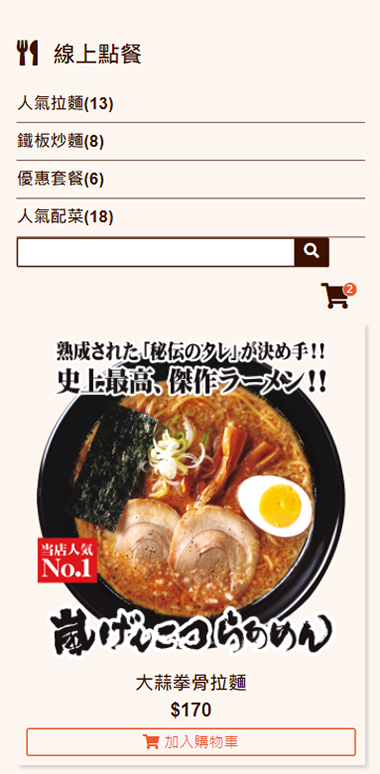 線上點餐
人氣拉麵(13)
鐵板炒麵(8)
優惠套餐(6)
人氣配菜(18)
2
熟成された「秘伝のタレ」が決め手!!
史上最高、傑作ラーメン!!
当店人気
No.1
嵐げんこつらあめん
大蒜拳骨拉麵
$170
加入購物車